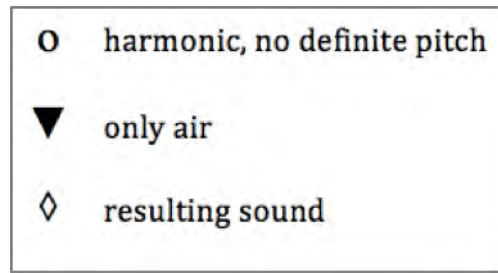 o harmonic, no definite pitch
▼ only air
◊ resulting sound